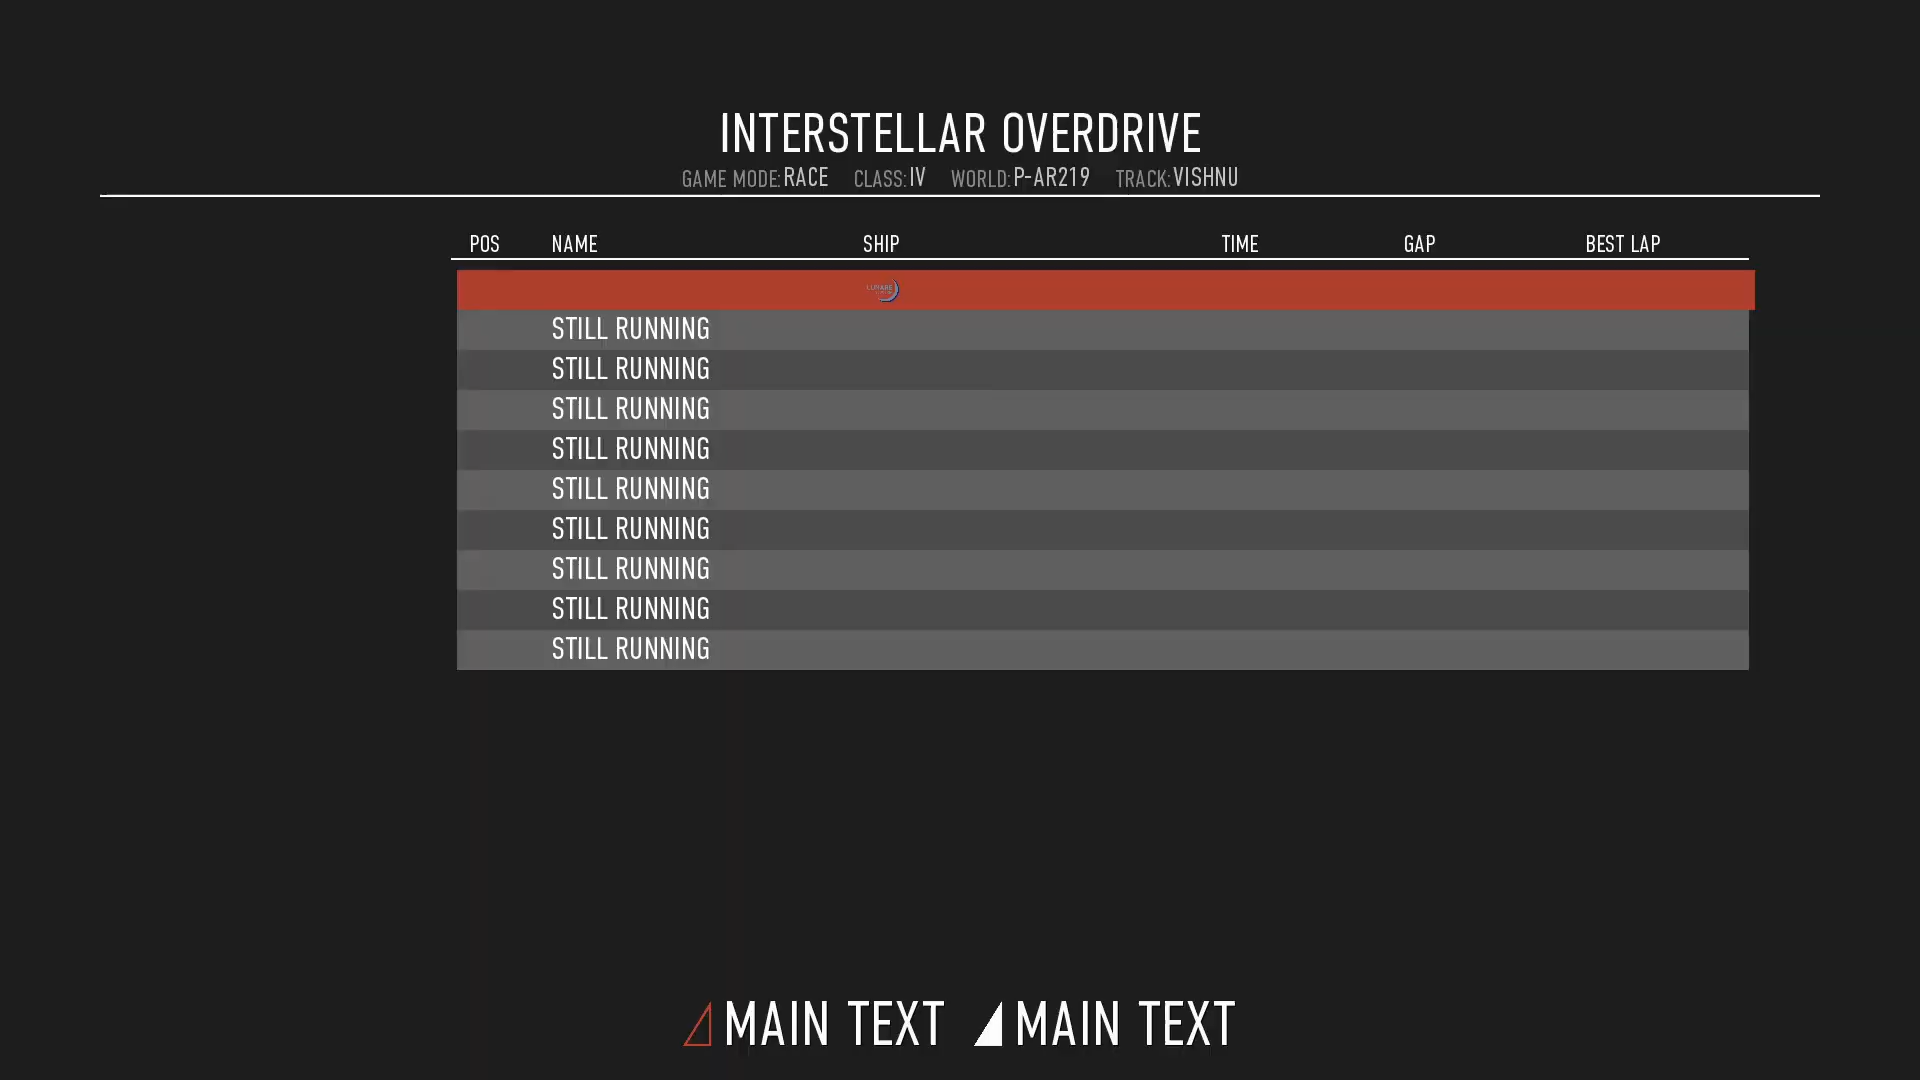 INTERSTELLAR OVERDRIVE
GAME MODE: RACE CLASS: IV WORLD: P-AR219 TRACK: VISHNU
POS NAME SHIP TIME GAP BEST LAP
LUNARE
STILL RUNNING
STILL RUNNING
STILL RUNNING
STILL RUNNING
STILL RUNNING
STILL RUNNING
STILL RUNNING
STILL RUNNING
STILL RUNNING
MAIN TEXT MAIN TEXT